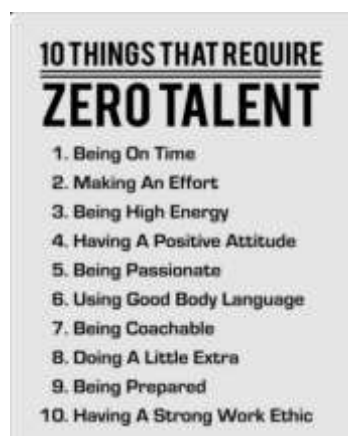 10 THINGS THAT REQUIRE
ZERO TALENT
1. Being On Time
2. Making An Effort
3. Being High Energy
4. Having A Positive Attitude
5. Being Passionate
6. Using Good Body Language
7. Being Coachable
8. Doing A Little Extra
9. Being Prepared
10. Having A Strong Work Ethic